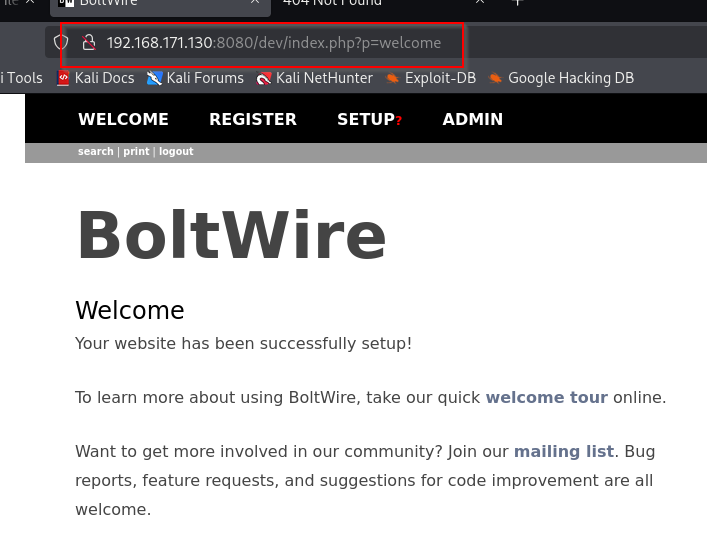 BoltWire
404 Not Found
192.168.171.130:8080/dev/index.php?p=welcome
i Tools Kali Docs Kali Forums Kali NetHunter Exploit-DB Google Hacking DB
WELCOME REGISTER SETUP? ADMIN
search | print | logout
BoltWire
Welcome
Your website has been successfully setup!
To learn more about using BoltWire, take our quick welcome tour online.
Want to get more involved in our community? Join our mailing list. Bug
reports, feature requests, and suggestions for code improvement are all
welcome.